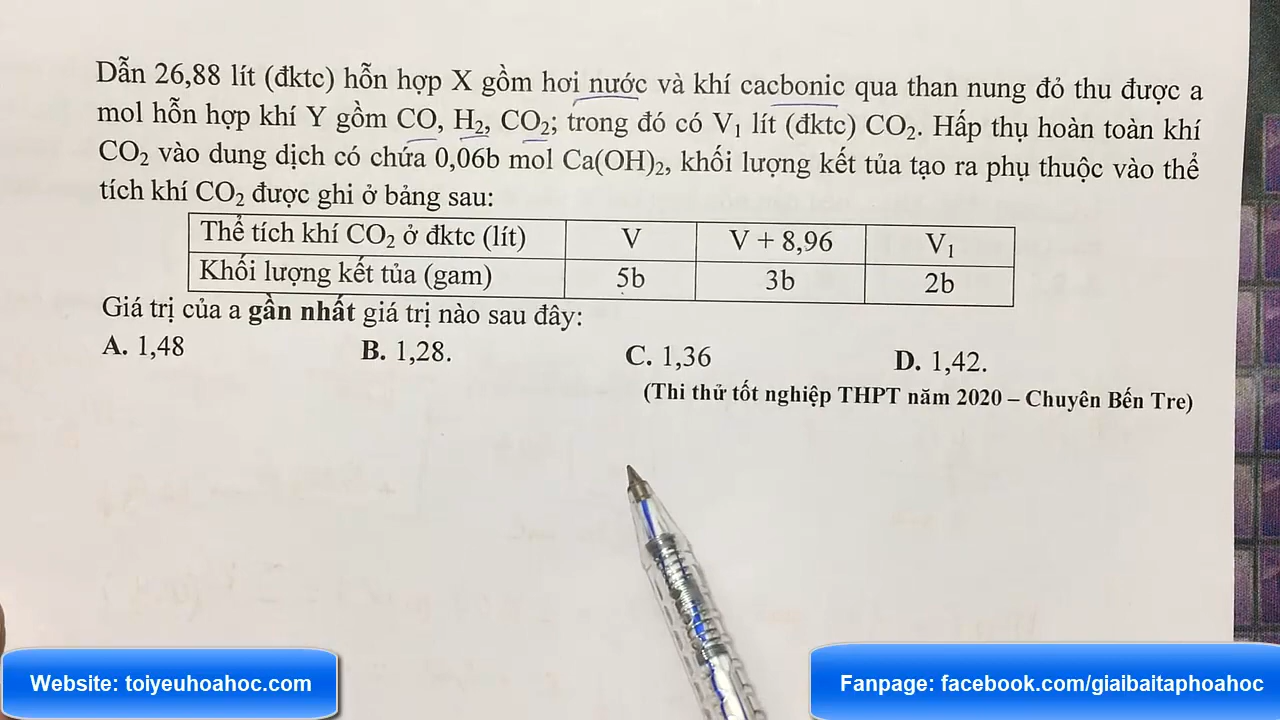 Dẫn 26,88 lít (đktc) hỗn hợp X gồm hơi nước và khí cacbonic qua than nung đỏ thu được a
mol hỗn hợp khí Y gồm CO, H₂, CO₂; trong đó có V₁ lít (đktc) CO₂. Hấp thụ hoàn toàn khí
CO₂ vào dung dịch có chứa 0,06b mol Ca(OH)₂, khối lượng kết tủa tạo ra phụ thuộc vào thể
tích khí CO₂ được ghi ở bảng sau:
Thể tích khí CO₂ ở đktc (lít) V V + 8,96 V₁
Khối lượng kết tủa (gam) 5b 3b 2b
Giá trị của a gần nhất giá trị nào sau đây:
A. 1,48 B. 1,28. C. 1,36 D. 1,42.
(Thi thử tốt nghiệp THPT năm 2020 – Chuyên Bến Tre)
Website: toiyeuhoahoc.com Fanpage: facebook.com/giaibaitaphoahoc